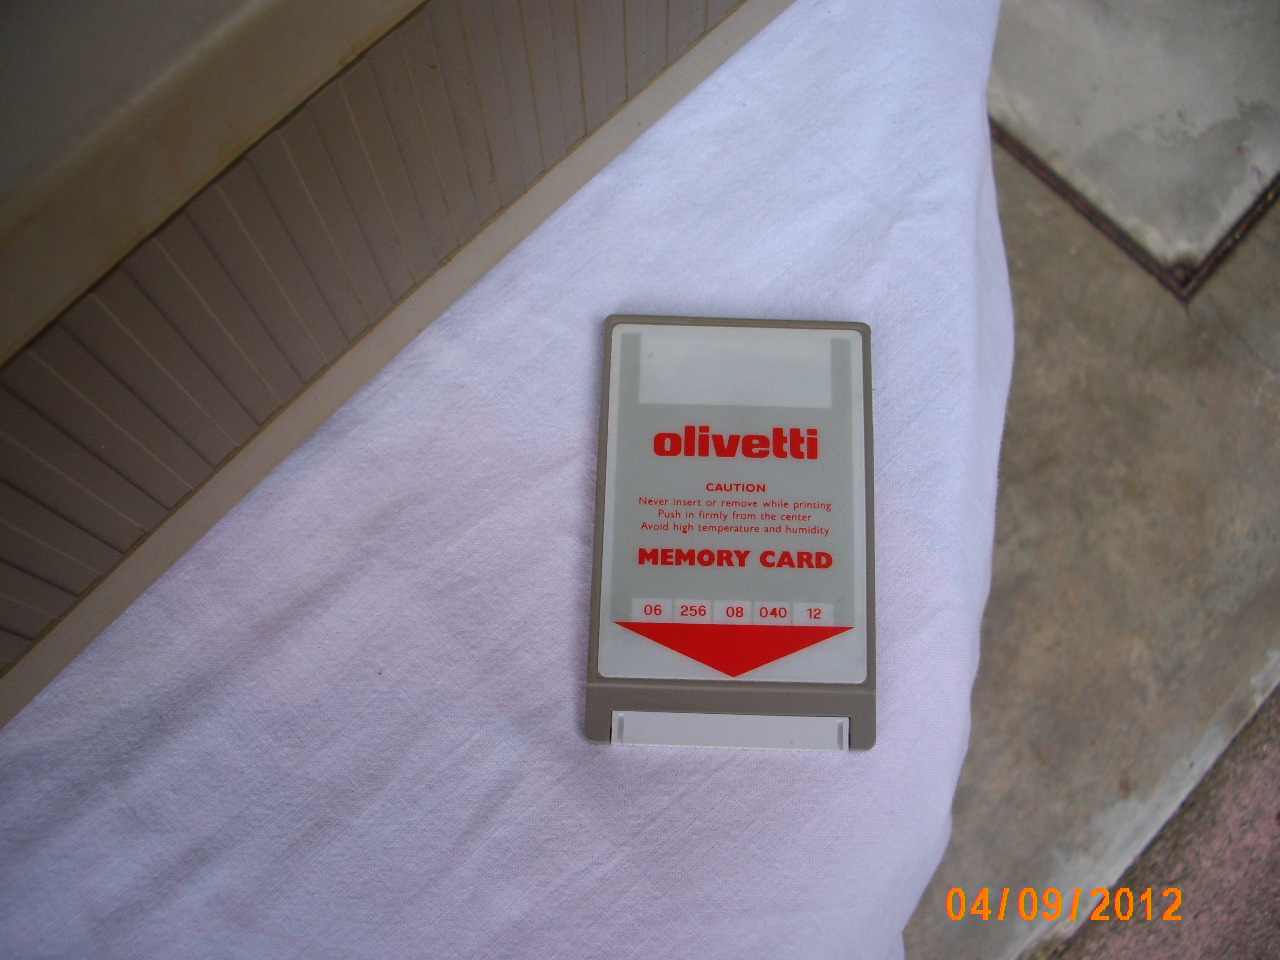 olivetti
CAUTION
Never insert or remove while printing
Push in firmly from the center
Avoid high temperature and humidity
MEMORY CARD
06 256 08 040 12
04/09/2012